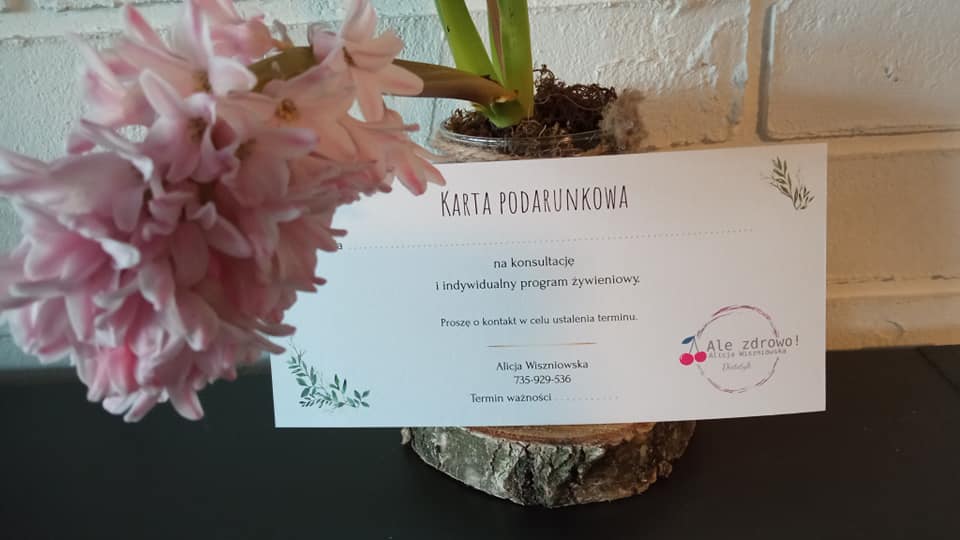 KARTA PODARUNKOWA
a ........................................................................
na konsultację
i indywidualny program żywieniowy.
Proszę o kontakt w celu ustalenia terminu.
Alicja Wiszniowska
735-929-536
Termin ważności ...........
Ale zdrowo!
Alicja Wiszniowska
Dietetyk